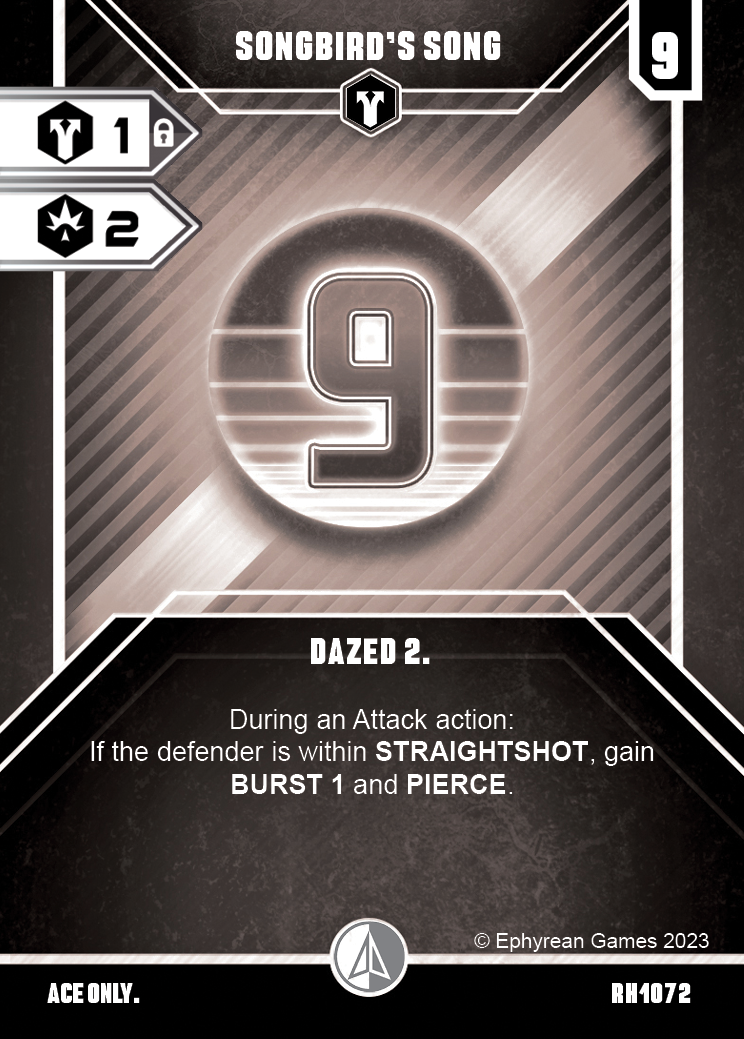 SONGBIRD'S SONG
9
1
2
9
DAZED 2.
During an Attack action:
If the defender is within STRAIGHTSHOT, gain
BURST 1 and PIERCE.
© Ephyrean Games 2023
ACE ONLY.
RH1072